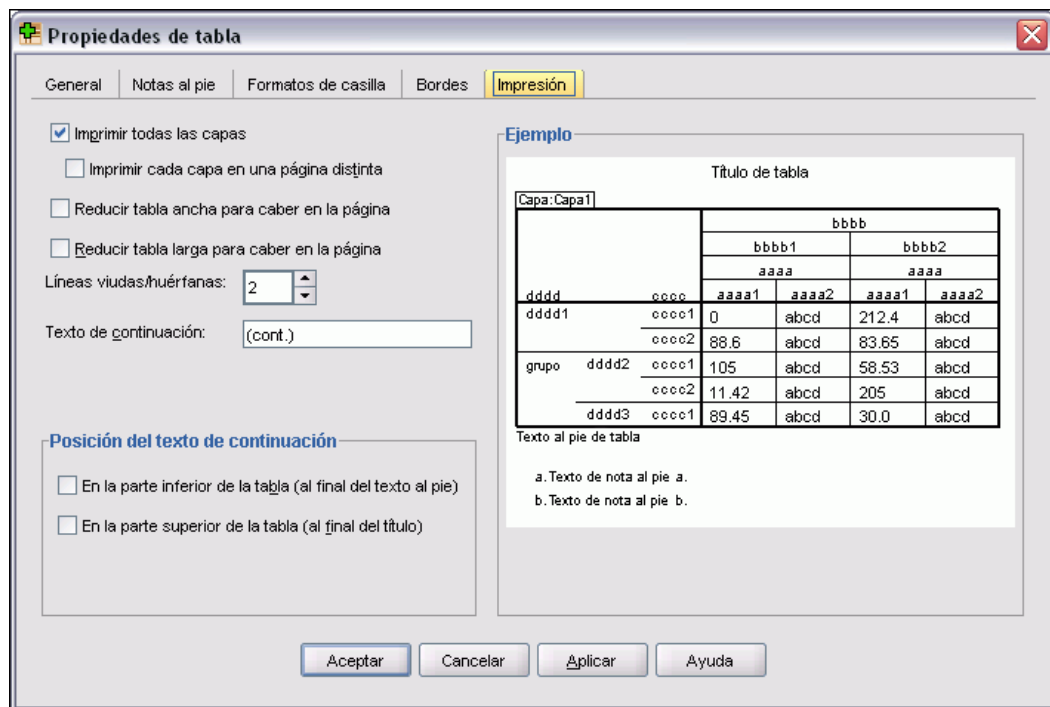 Propiedades de tabla
General
Notas al pie
Formatos de casilla
Bordes
Impresión
Imprimir todas las capas
Imprimir cada capa en una página distinta
Reducir tabla ancha para caber en la página
Reducir tabla larga para caber en la página
Líneas viudas/huérfanas: 2
Texto de continuación: (cont.)
Posición del texto de continuación
En la parte inferior de la tabla (al final del texto al pie)
En la parte superior de la tabla (al final del título)
Ejemplo
Título de tabla
Capa:Capa1
bbbb
bbbb1 bbbb2
aaaa aaaa
dddd cccc aaaa1 aaaa2 aaaa1 aaaa2
dddd1 cccc1 0 abcd 212.4 abcd
cccc2 88.6 abcd 83.65 abcd
grupo dddd2 cccc1 105 abcd 58.53 abcd
cccc2 11.42 abcd 205 abcd
dddd3 cccc1 89.45 abcd 30.0 abcd
Texto al pie de tabla
a. Texto de nota al pie a.
b. Texto de nota al pie b.
Aceptar
Cancelar
Aplicar
Ayuda